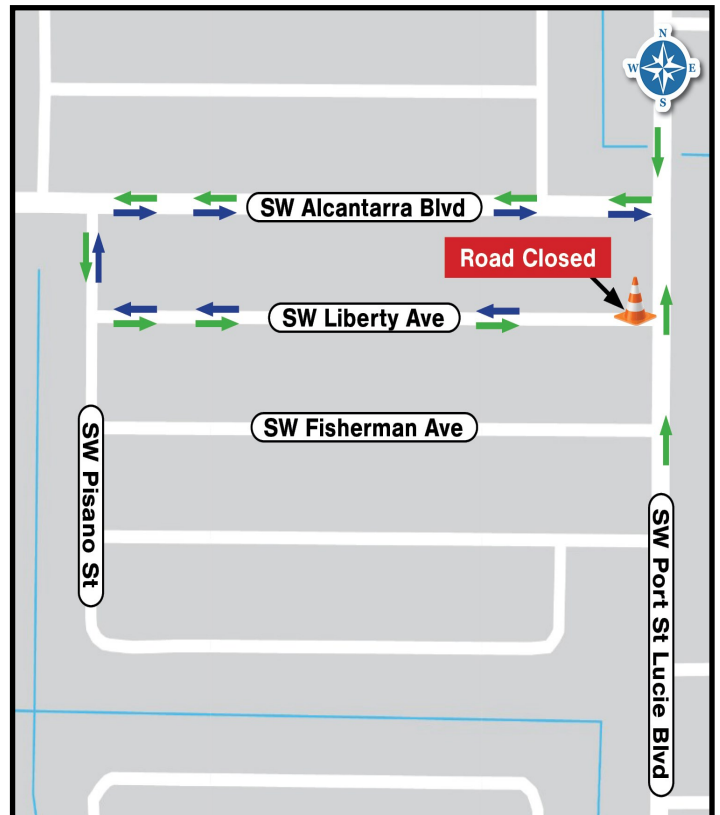 N
W E
S
SW Alcantarra Blvd
Road Closed
SW Liberty Ave
SW Fisherman Ave
SW Pisano St
SW Port St Lucie Blvd